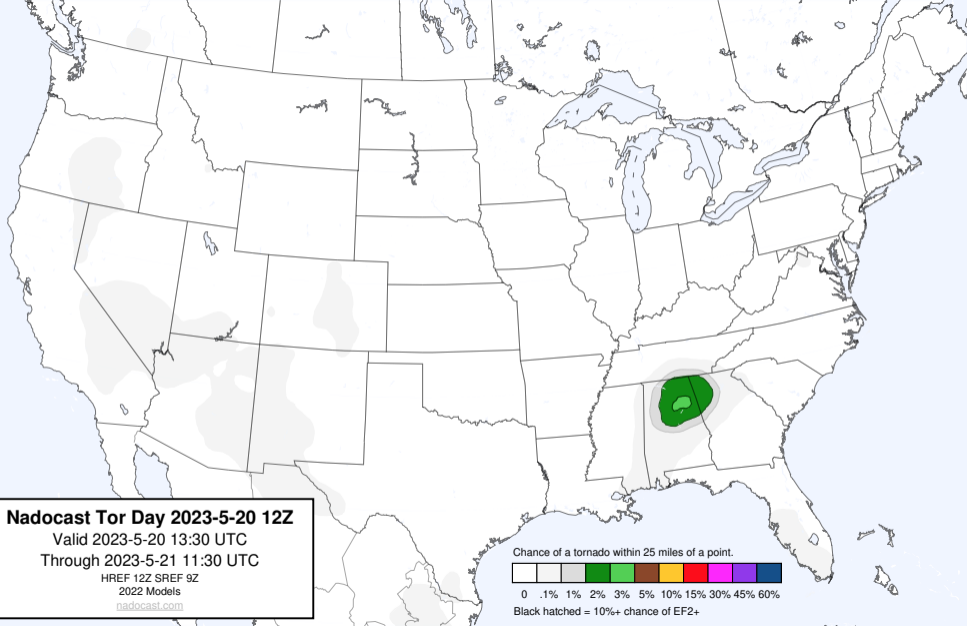 Nadocast Tor Day 2023-5-20 12Z
Valid 2023-5-20 13:30 UTC
Through 2023-5-21 11:30 UTC
HREF 12Z SREF 9Z
2022 Models
nadocast.com
Chance of a tornado within 25 miles of a point.
0 .1% 1% 2% 3% 5% 10% 15% 30% 45% 60%
Black hatched = 10%+ chance of EF2+